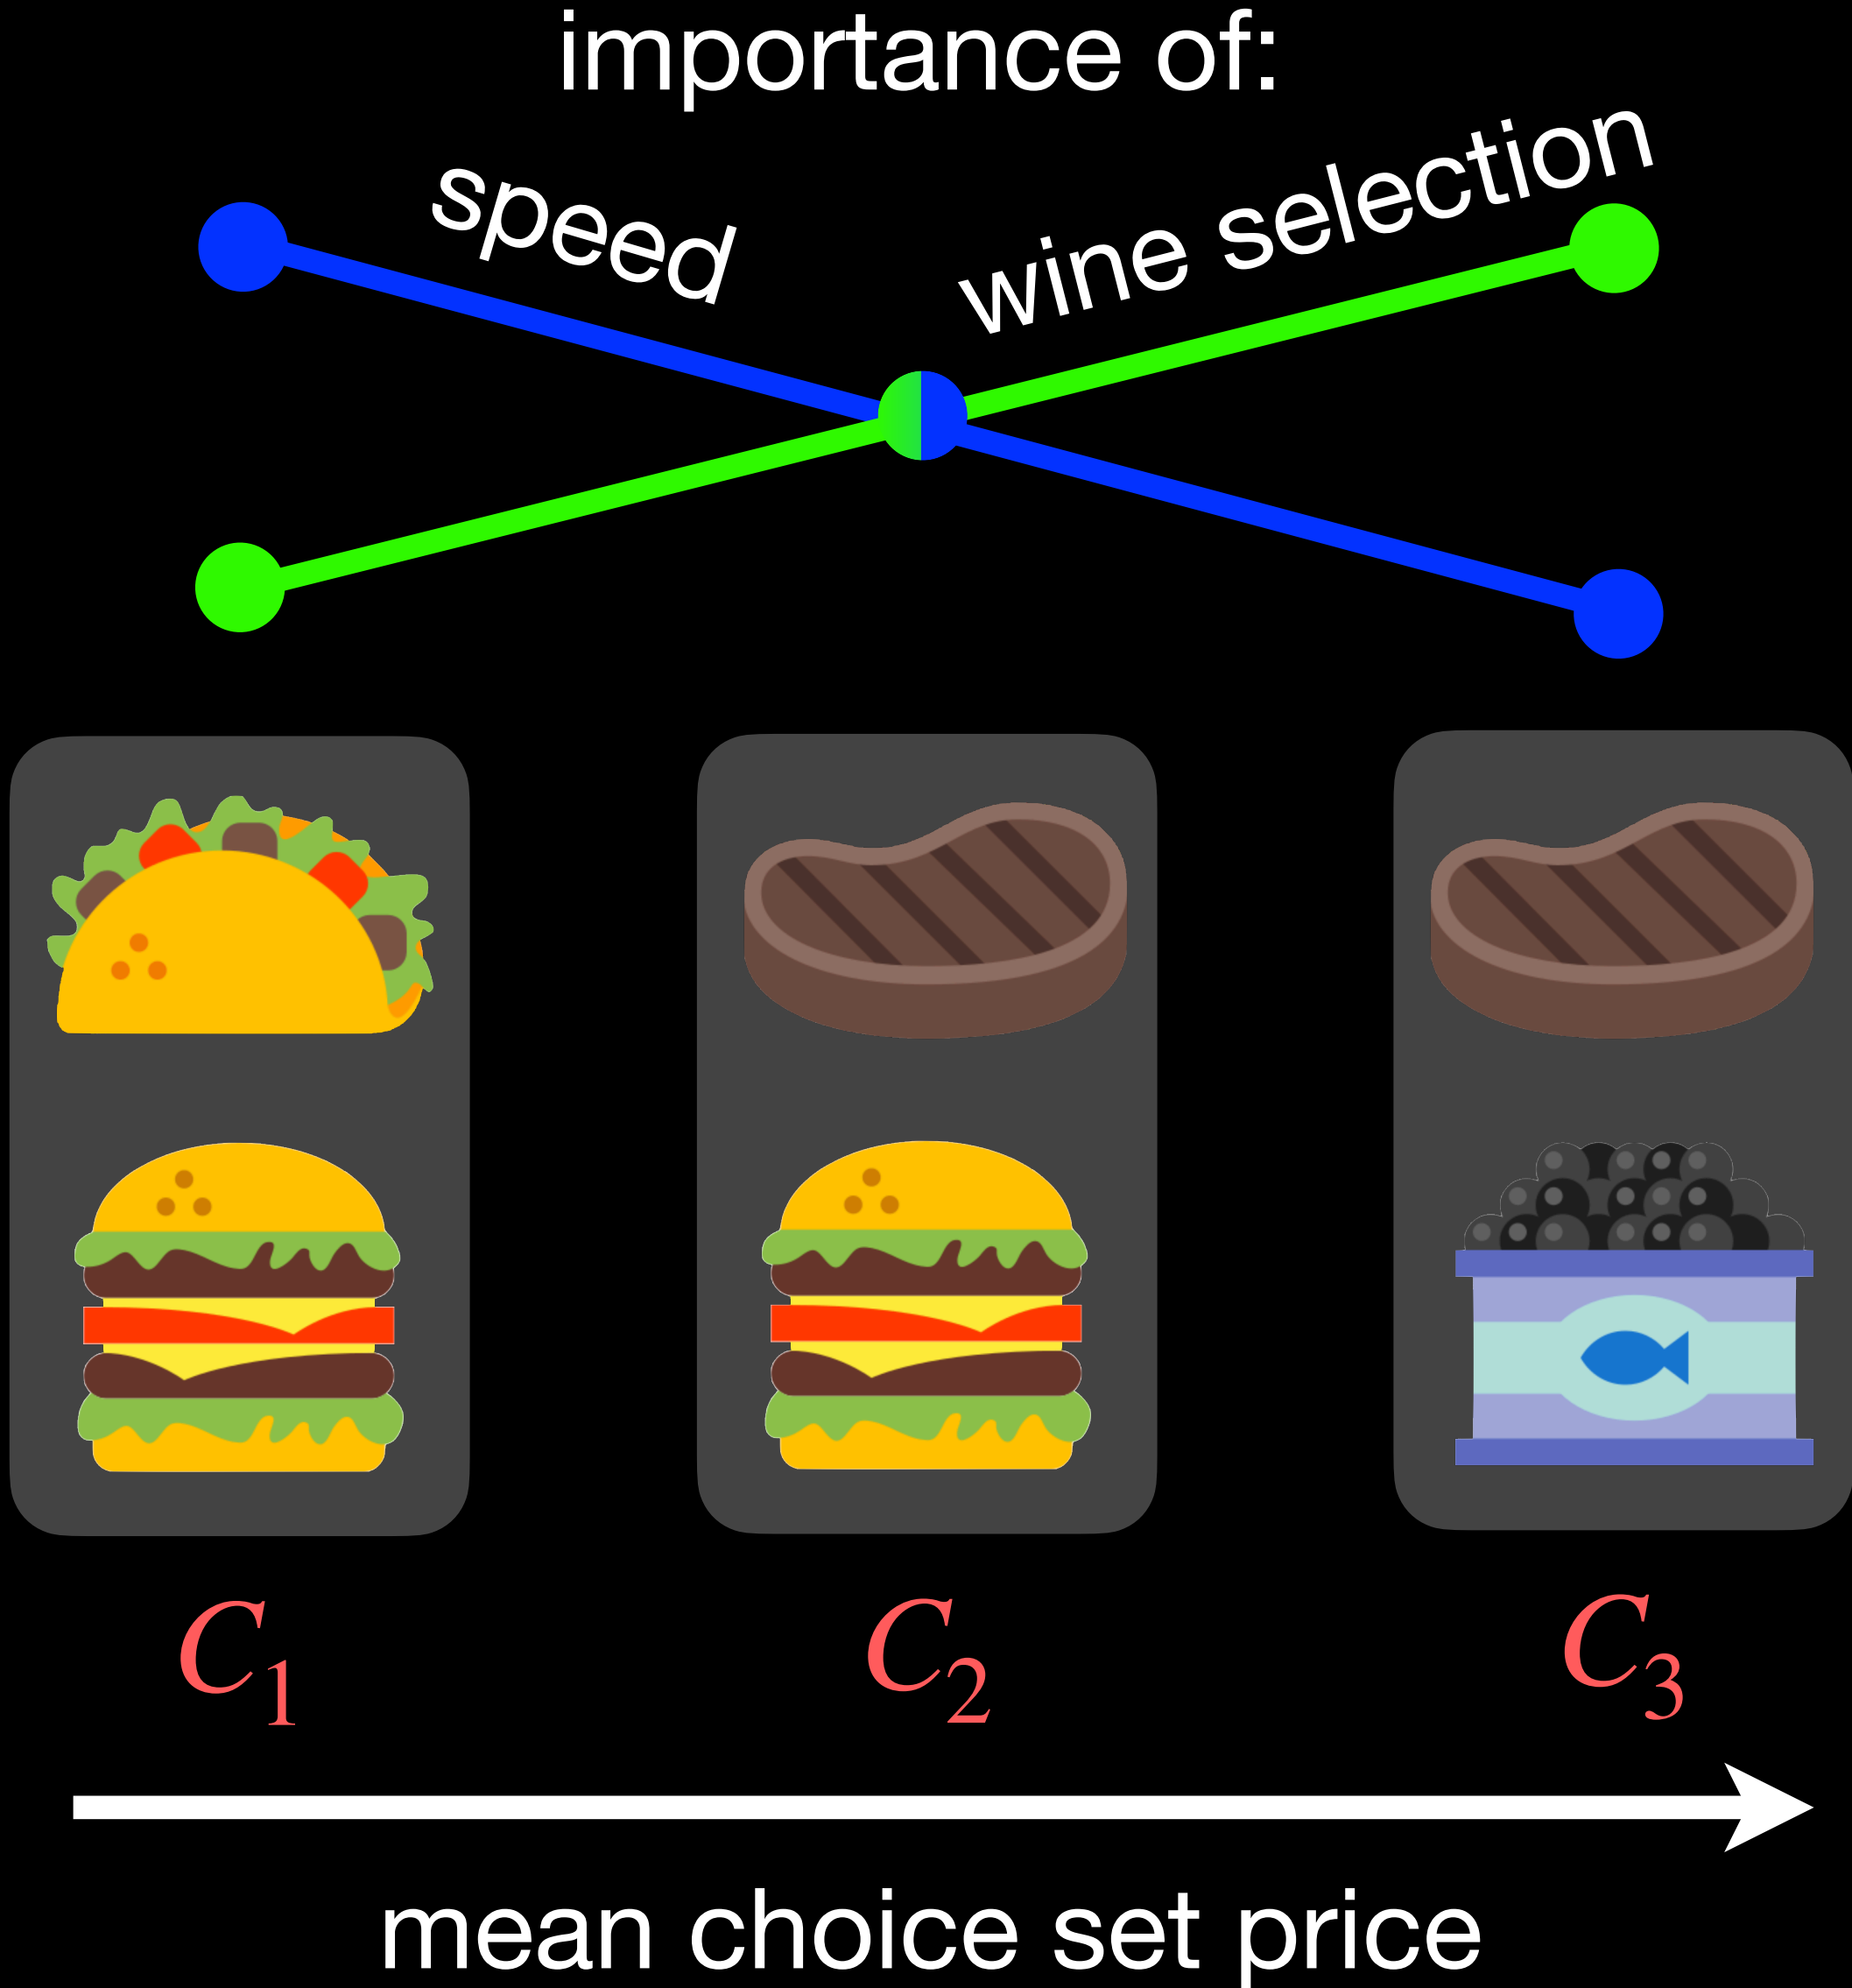 importance of:
speed
wine selection
C1
C2
C3
mean choice set price